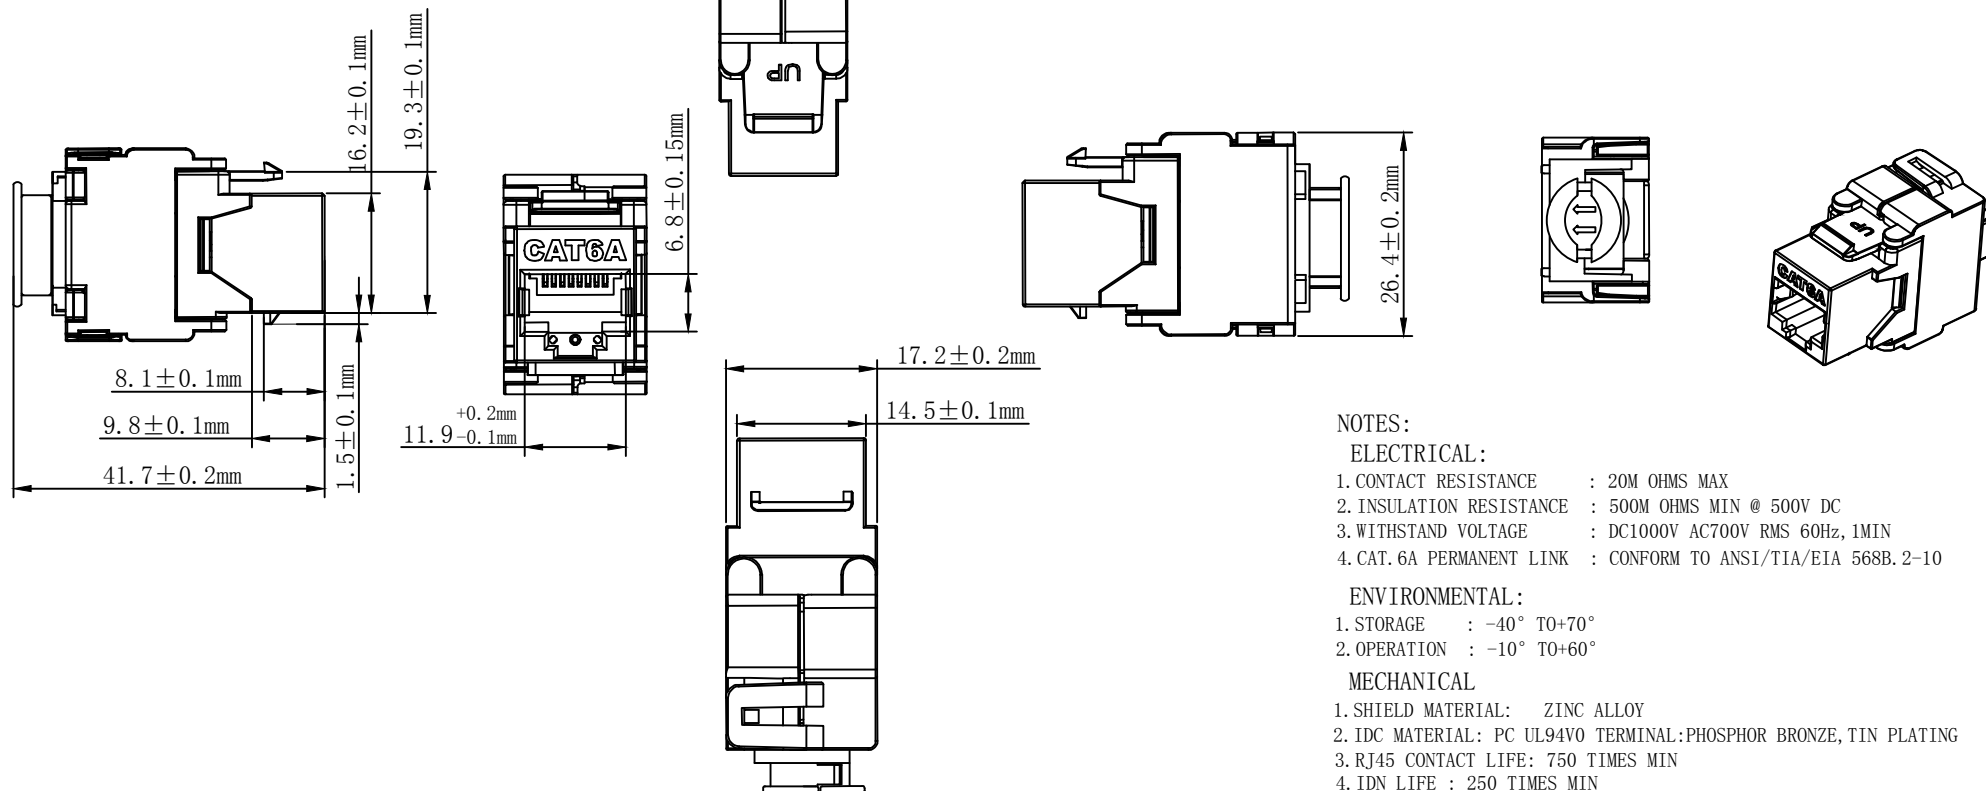 16.2±0.1mm
19.3±0.1mm
UP
6.8±0.15mm
CAT6A
26.4±0.2mm
UP
CAT6A
8.1±0.1mm
9.8±0.1mm
41.7±0.2mm
1.5±0.1mm
+0.2mm
11.9-0.1mm
17.2±0.2mm
14.5±0.1mm
NOTES:
ELECTRICAL:
1.CONTACT RESISTANCE : 20M OHMS MAX
2.INSULATION RESISTANCE : 500M OHMS MIN @ 500V DC
3.WITHSTAND VOLTAGE : DC1000V AC700V RMS 60Hz,1MIN
4.CAT.6A PERMANENT LINK : CONFORM TO ANSI/TIA/EIA 568B.2-10
ENVIRONMENTAL:
1.STORAGE : -40° TO+70°
2.OPERATION : -10° TO+60°
MECHANICAL
1.SHIELD MATERIAL: ZINC ALLOY
2.IDC MATERIAL: PC UL94V0 TERMINAL:PHOSPHOR BRONZE,TIN PLATING
3.RJ45 CONTACT LIFE: 750 TIMES MIN
4.IDN LIFE : 250 TIMES MIN